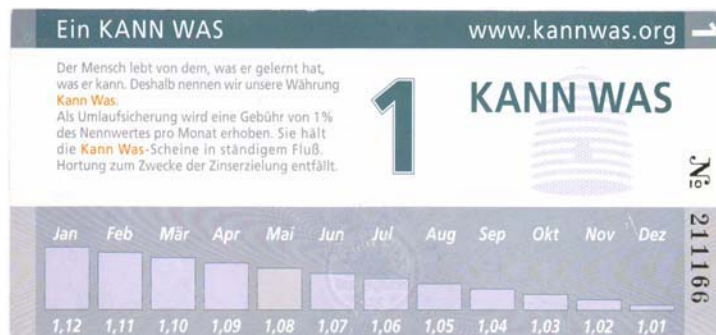 Ein KANN WAS
www.kannwas.org
1
Der Mensch lebt von dem, was er gelernt hat,
was er kann. Deshalb nennen wir unsere Währung
Kann Was.
Als Umlaufsicherung wird eine Gebühr von 1%
des Nennwertes pro Monat erhoben. Sie hält
die Kann Was-Scheine in ständigem Fluß.
Hortung zum Zwecke der Zinserzielung entfällt.
1
KANN WAS
№ 211166
Jan Feb Mär Apr Mai Jun Jul Aug Sep Okt Nov Dez
1,12 1,11 1,10 1,09 1,08 1,07 1,06 1,05 1,04 1,03 1,02 1,01